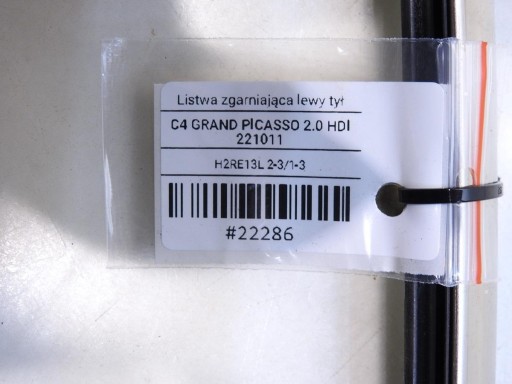 Listwa zgarniająca lewy tył
C4 GRAND PICASSO 2.0 HDI
221011
H2RE13L 2-3/1-3
#22286